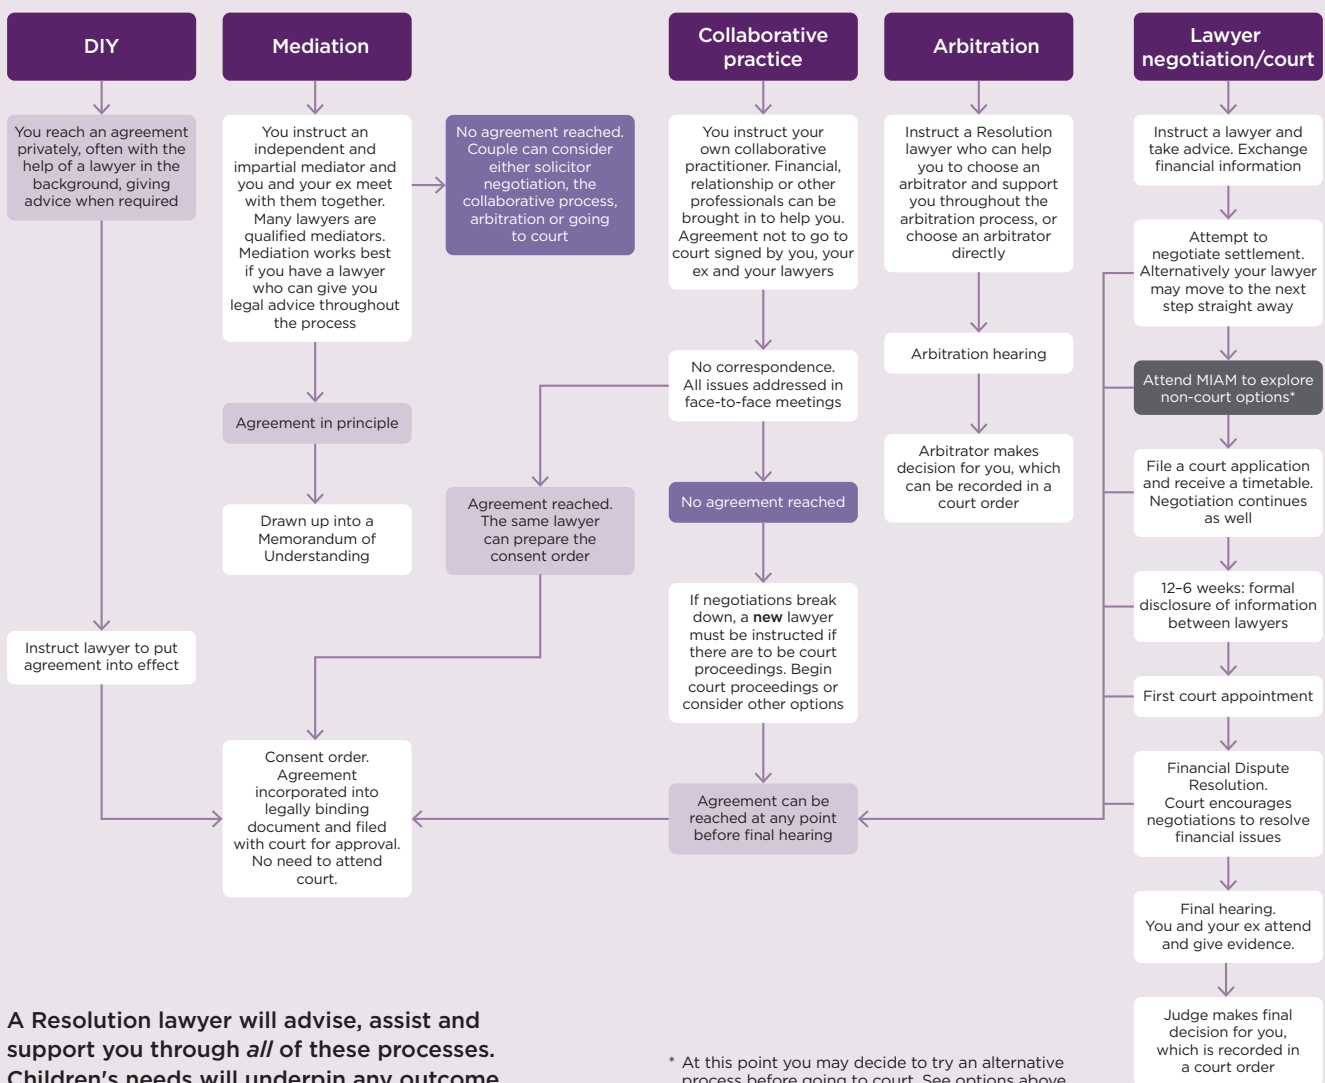 DIY
You reach an agreement
privately, often with the
help of a lawyer in the
background, giving
advice when required
Instruct lawyer to put
agreement into effect
Mediation
You instruct an
independent and
impartial mediator and
you and your ex meet
with them together.
Many lawyers are
qualified mediators.
Mediation works best
if you have a lawyer
who can give you
legal advice throughout
the process
No agreement reached.
Couple can consider
either solicitor
negotiation, the
collaborative process,
arbitration or going
to court
Agreement in principle
Drawn up into a
Memorandum of
Understanding
Consent order.
Agreement
incorporated into
legally binding
document and filed
with court for approval.
No need to attend
court.
Collaborative
practice
You instruct your
own collaborative
practitioner. Financial,
relationship or other
professionals can be
brought in to help you.
Agreement not to go to
court signed by you, your
ex and your lawyers
No correspondence.
All issues addressed in
face-to-face meetings
Agreement reached.
The same lawyer
can prepare the
consent order
No agreement reached
If negotiations break
down, a new lawyer
must be instructed if
there are to be court
proceedings. Begin
court proceedings or
consider other options
Agreement can be
reached at any point
before final hearing
Arbitration
Instruct a Resolution
lawyer who can help
you to choose an
arbitrator and support
you throughout the
arbitration process, or
choose an arbitrator
directly
Arbitration hearing
Arbitrator makes
decision for you, which
can be recorded in a
court order
Lawyer
negotiation/court
Instruct a lawyer and
take advice. Exchange
financial information
Attempt to
negotiate settlement.
Alternatively your lawyer
may move to the next
step straight away
Attend MIAM to explore
non-court options*
File a court application
and receive a timetable.
Negotiation continues
as well
12–6 weeks: formal
disclosure of information
between lawyers
First court appointment
Financial Dispute
Resolution.
Court encourages
negotiations to resolve
financial issues
Final hearing.
You and your ex attend
and give evidence.
Judge makes final
decision for you,
which is recorded in
a court order
A Resolution lawyer will advise, assist and
support you through all of these processes.
Children's needs will underpin any outcome
* At this point you may decide to try an alternative
process before going to court. See options above